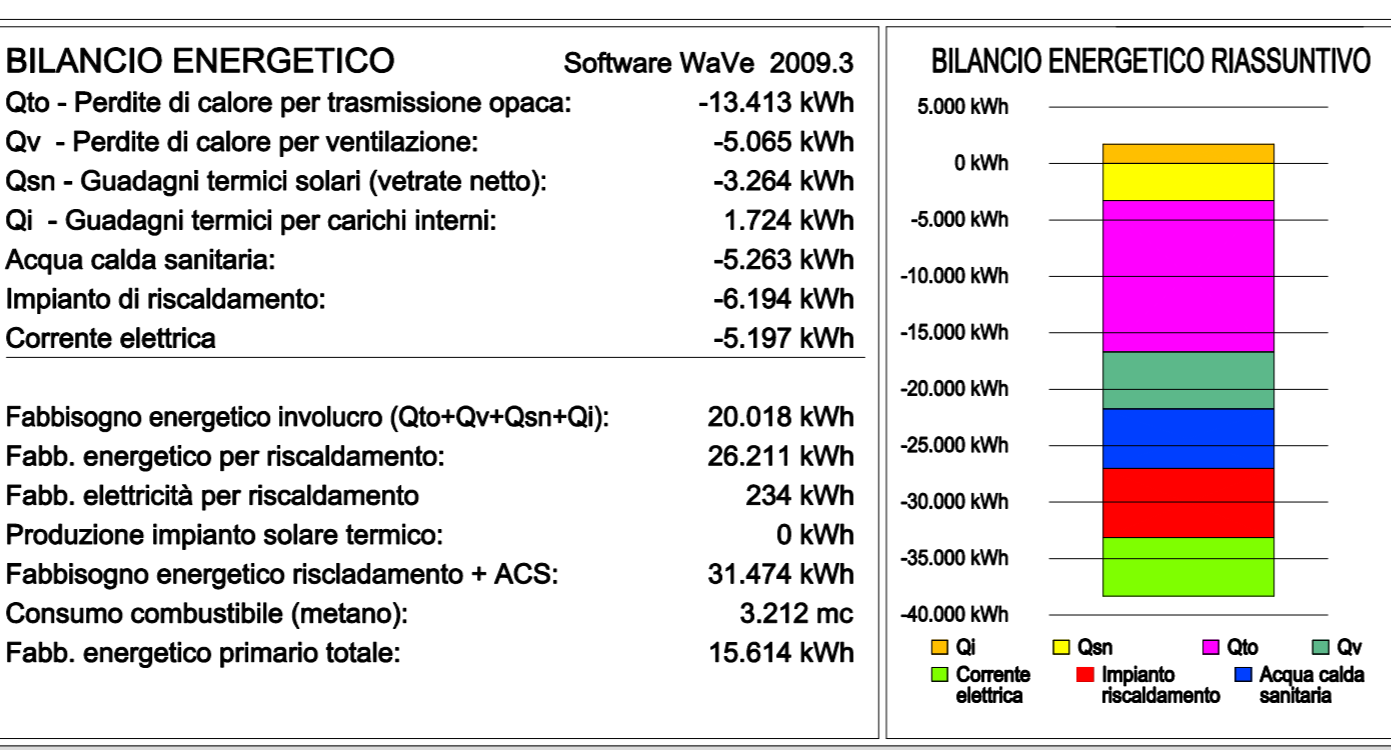 BILANCIO ENERGETICO Software WaVe 2009.3
Qto - Perdite di calore per trasmissione opaca: -13.413 kWh
Qv - Perdite di calore per ventilazione: -5.065 kWh
Qsn - Guadagni termici solari (vetrate netto): -3.264 kWh
Qi - Guadagni termici per carichi interni: 1.724 kWh
Acqua calda sanitaria: -5.263 kWh
Impianto di riscaldamento: -6.194 kWh
Corrente elettrica -5.197 kWh
Fabbisogno energetico involucro (Qto+Qv+Qsn+Qi): 20.018 kWh
Fabb. energetico per riscaldamento: 26.211 kWh
Fabb. elettricità per riscaldamento 234 kWh
Produzione impianto solare termico: 0 kWh
Fabbisogno energetico riscladamento + ACS: 31.474 kWh
Consumo combustibile (metano): 3.212 mc
Fabb. energetico primario totale: 15.614 kWh
BILANCIO ENERGETICO RIASSUNTIVO
5.000 kWh
0 kWh
-5.000 kWh
-10.000 kWh
-15.000 kWh
-20.000 kWh
-25.000 kWh
-30.000 kWh
-35.000 kWh
-40.000 kWh
Qi Qsn Qto Qv
Corrente Impianto Acqua calda
elettrica riscaldamento sanitaria